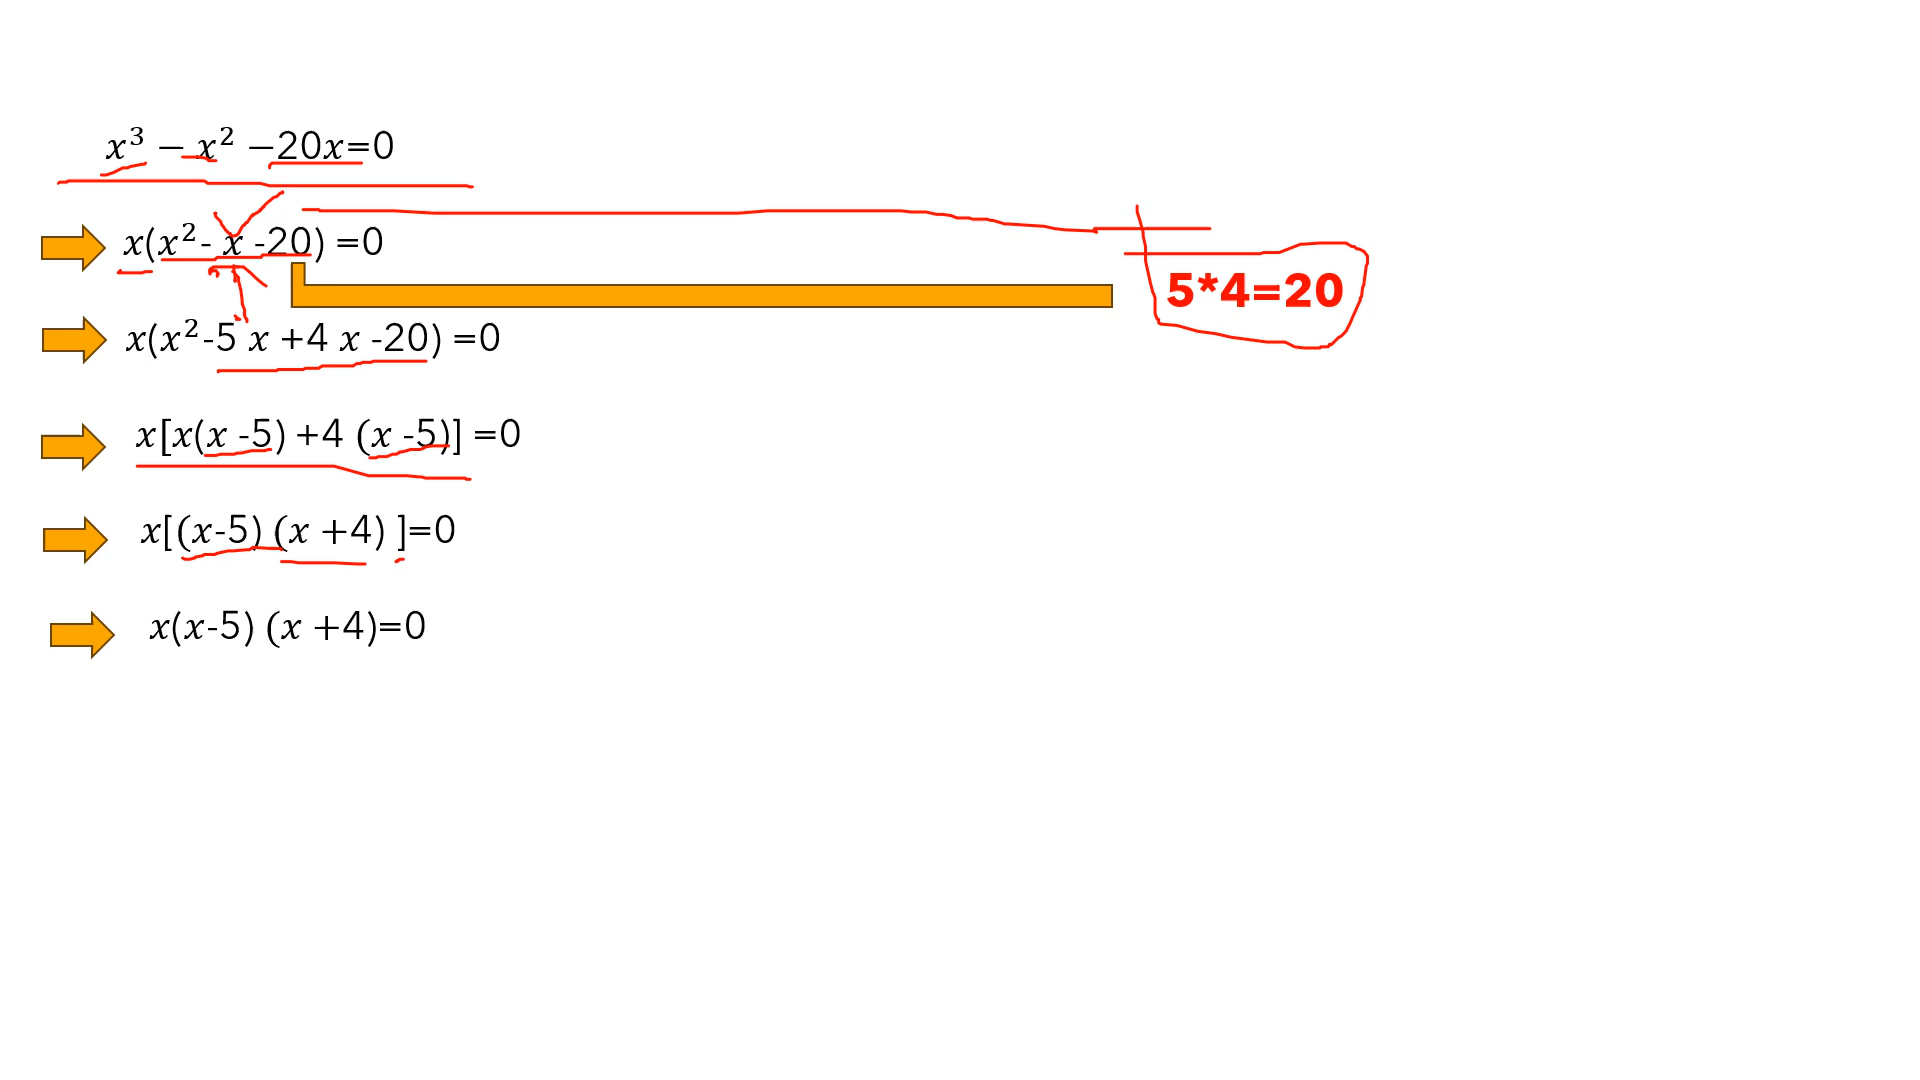 x³ − x² −20x=0
x(x²- x -20) =0
5*4=20
x(x²-5 x +4 x -20) =0
x[x(x -5) +4 (x -5)] =0
x[(x-5) (x +4) ]=0
x(x-5) (x +4)=0